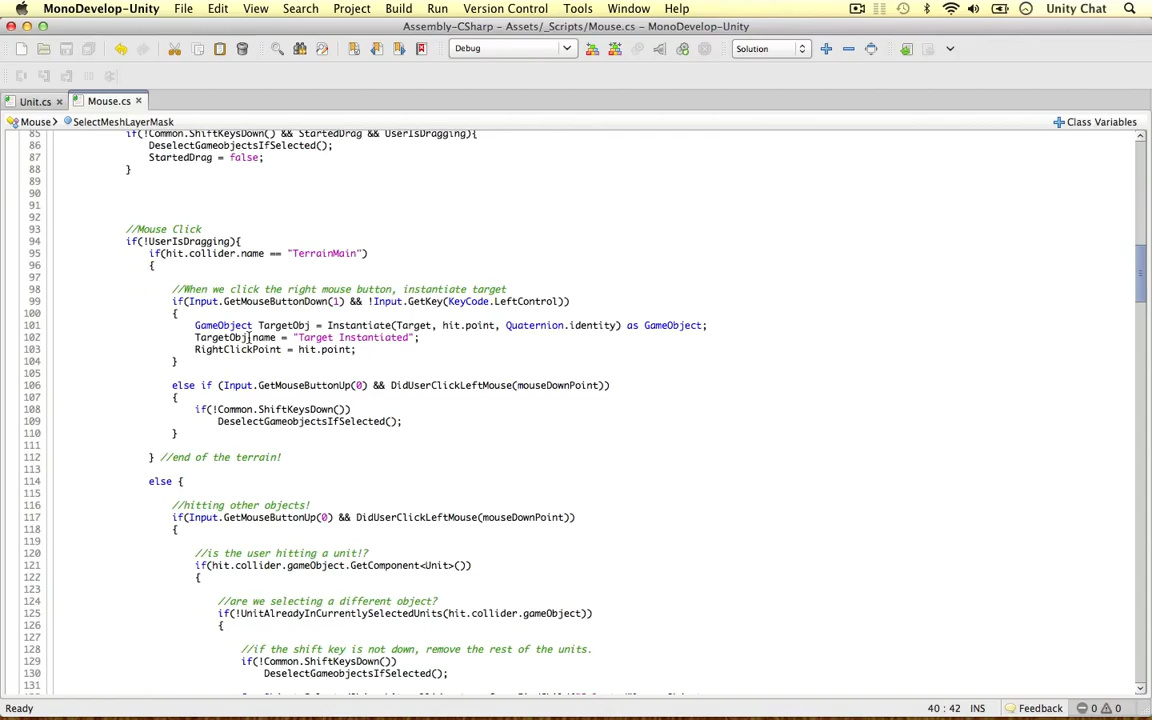 MonoDevelop-Unity File Edit View Search Project Build Run Version Control Tools Window Help Unity Chat
Assembly-CSharp - Assets/_Scripts/Mouse.cs - MonoDevelop-Unity
Debug Solution
Unit.cs Mouse.cs
Mouse SelectMeshLayerMask Class Variables
85 if(!Common.ShiftKeysDown() && StartedDrag && UserIsDragging){
86 DeselectGameobjectsIfSelected();
87 StartedDrag = false;
88 }
89
90
91
92
93 //Mouse Click
94 if(!UserIsDragging){
95 if(hit.collider.name == "TerrainMain")
96 {
97
98 //When we click the right mouse button, instantiate target
99 if(Input.GetMouseButtonDown(1) && !Input.GetKey(KeyCode.LeftControl))
100 {
101 GameObject TargetObj = Instantiate(Target, hit.point, Quaternion.identity) as GameObject;
102 TargetObj.name = "Target Instantiated";
103 RightClickPoint = hit.point;
104 }
105
106 else if (Input.GetMouseButtonUp(0) && DidUserClickLeftMouse(mouseDownPoint))
107 {
108 if(!Common.ShiftKeysDown())
109 DeselectGameobjectsIfSelected();
110 }
111
112 } //end of the terrain!
113
114 else {
115
116 //hitting other objects!
117 if(Input.GetMouseButtonUp(0) && DidUserClickLeftMouse(mouseDownPoint))
118 {
119
120 //is the user hitting a unit!?
121 if(hit.collider.gameObject.GetComponent<Unit>())
122 {
123
124 //are we selecting a different object?
125 if(!UnitAlreadyInCurrentlySelectedUnits(hit.collider.gameObject))
126 {
127
128 //if the shift key is not down, remove the rest of the units.
129 if(!Common.ShiftKeysDown())
130 DeselectGameobjectsIfSelected();
131
Ready 40 : 42 INS Feedback 0 0